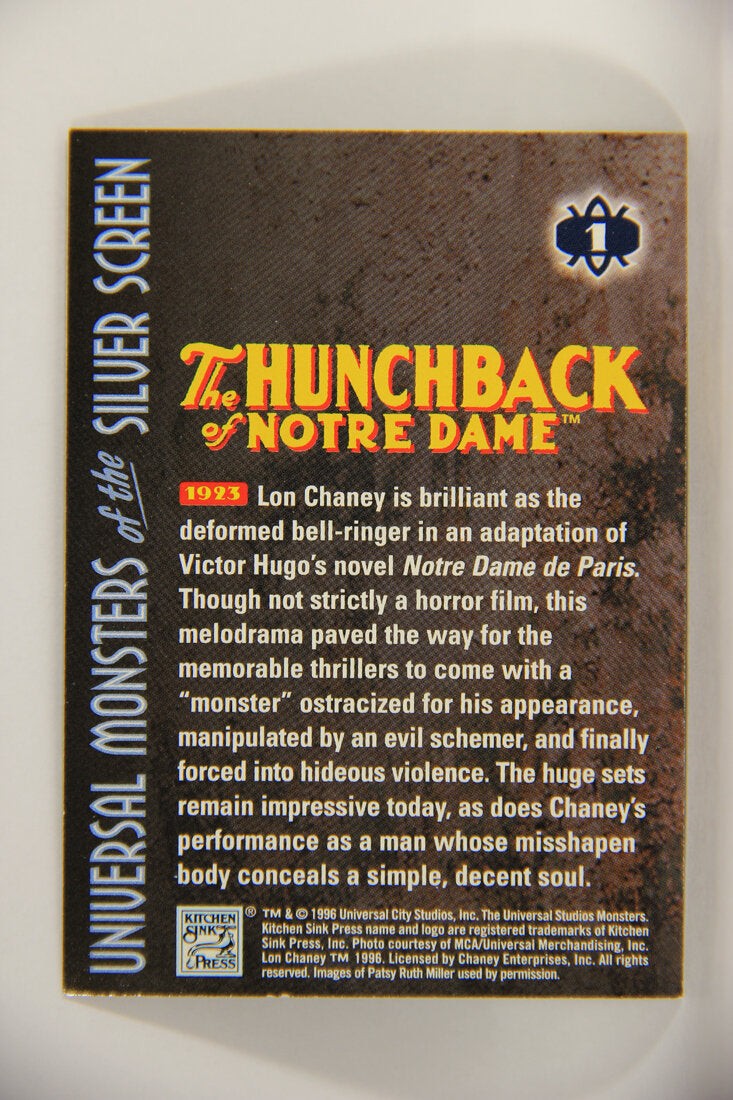 UNIVERSAL MONSTERS of the SILVER SCREEN
1
The HUNCHBACK
of NOTRE DAME™
1923 Lon Chaney is brilliant as the
deformed bell-ringer in an adaptation of
Victor Hugo's novel Notre Dame de Paris.
Though not strictly a horror film, this
melodrama paved the way for the
memorable thrillers to come with a
“monster” ostracized for his appearance,
manipulated by an evil schemer, and finally
forced into hideous violence. The huge sets
remain impressive today, as does Chaney's
performance as a man whose misshapen
body conceals a simple, decent soul.
KITCHEN
SINK
PRESS
® TM & © 1996 Universal City Studios, Inc. The Universal Studios Monsters.
Kitchen Sink Press name and logo are registered trademarks of Kitchen
Sink Press, Inc. Photo courtesy of MCA/Universal Merchandising, Inc.
Lon Chaney TM 1996. Licensed by Chaney Enterprises, Inc. All rights
reserved. Images of Patsy Ruth Miller used by permission.